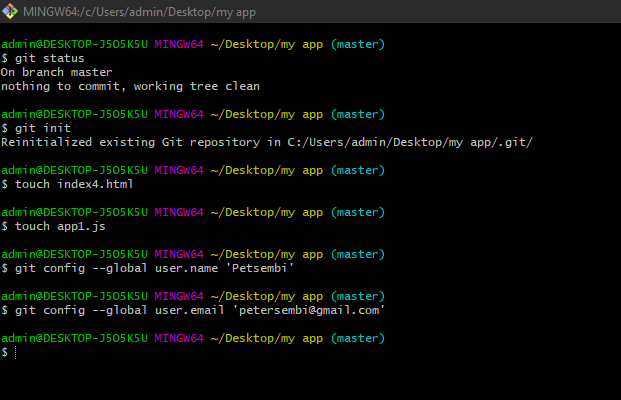 MINGW64:/c/Users/admin/Desktop/my app
admin@DESKTOP-J5O5K5U MINGW64 ~/Desktop/my app (master)
$ git status
On branch master
nothing to commit, working tree clean
admin@DESKTOP-J5O5K5U MINGW64 ~/Desktop/my app (master)
$ git init
Reinitialized existing Git repository in C:/Users/admin/Desktop/my app/.git/
admin@DESKTOP-J5O5K5U MINGW64 ~/Desktop/my app (master)
$ touch index4.html
admin@DESKTOP-J5O5K5U MINGW64 ~/Desktop/my app (master)
$ touch app1.js
admin@DESKTOP-J5O5K5U MINGW64 ~/Desktop/my app (master)
$ git config --global user.name 'Petsembi'
admin@DESKTOP-J5O5K5U MINGW64 ~/Desktop/my app (master)
$ git config --global user.email 'petersembi@gmail.com'
admin@DESKTOP-J5O5K5U MINGW64 ~/Desktop/my app (master)
$